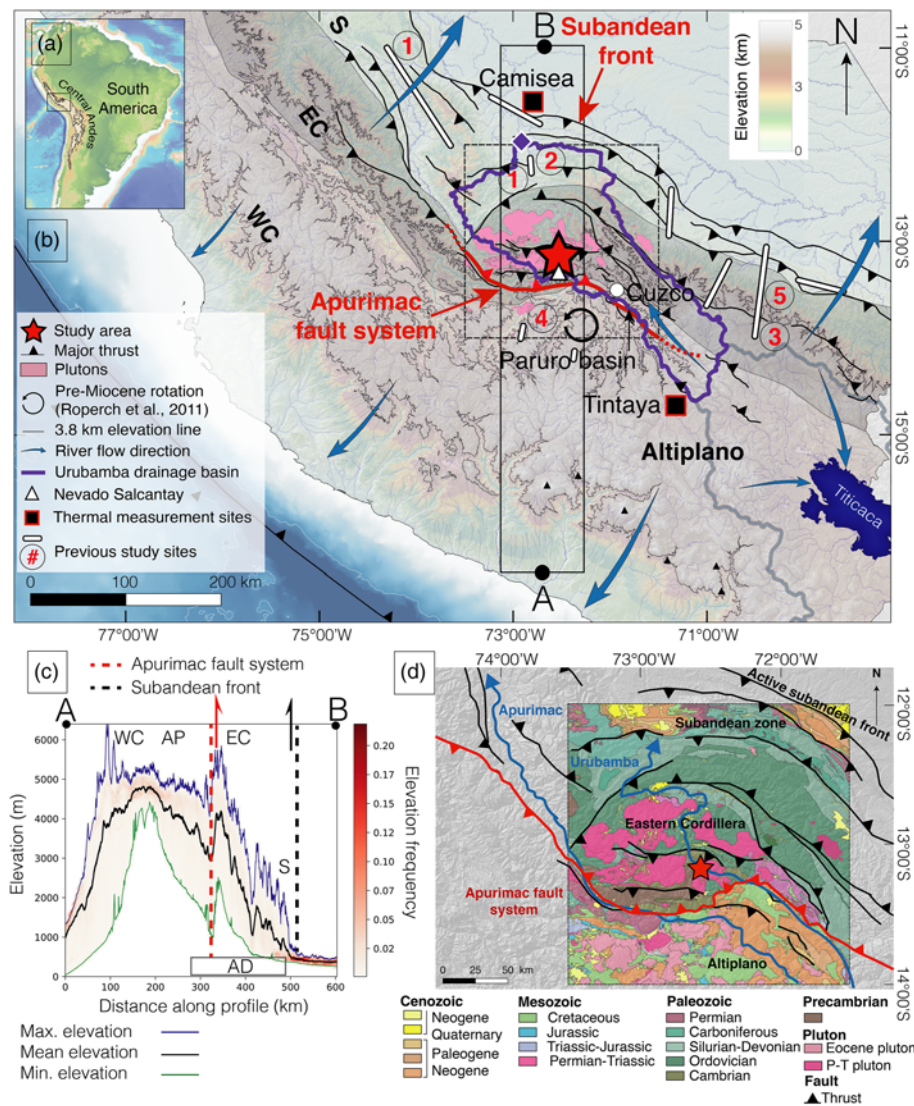 (a)
South
America
Central
Andes
(b)
B
S
1
Subandean
front
Camisea
Elevation (km)
5
3
0
N
11°00'S
EC
2
1
WC
13°00'S
Cuzco
Apurimac
fault system
4
5
3
Paruro basin
Tintaya
15°00'S
Altiplano
Titicaca
Study area
Major thrust
Plutons
Pre-Miocene rotation
(Roperch et al., 2011)
3.8 km elevation line
River flow direction
Urubamba drainage basin
Nevado Salcantay
Thermal measurement sites
# Previous study sites
0 100 200 km
A
77°00'W 75°00'W 73°00'W 71°00'W
(c)
Apurimac fault system
Subandean front
A B
WC AP EC
S
AD
Elevation (m)
6000
5000
4000
3000
2000
1000
0
0 100 200 300 400 500 600
Distance along profile (km)
Elevation frequency
0.20
0.17
0.15
0.12
0.10
0.07
0.05
0.02
Max. elevation
Mean elevation
Min. elevation
(d)
74°00'W 73°00'W 72°00'W
N
12°00'S
13°00'S
14°00'S
Apurimac
Active subandean front
Subandean zone
Urubamba
Eastern Cordillera
Apurimac fault
system
Altiplano
0 25 50 km
Cenozoic
Neogene
Quaternary
Paleogene
Neogene
Mesozoic
Cretaceous
Jurassic
Triassic-Jurassic
Permian-Triassic
Paleozoic
Permian
Carboniferous
Silurian-Devonian
Ordovician
Cambrian
Precambrian
Pluton
Eocene pluton
P-T pluton
Fault
Thrust